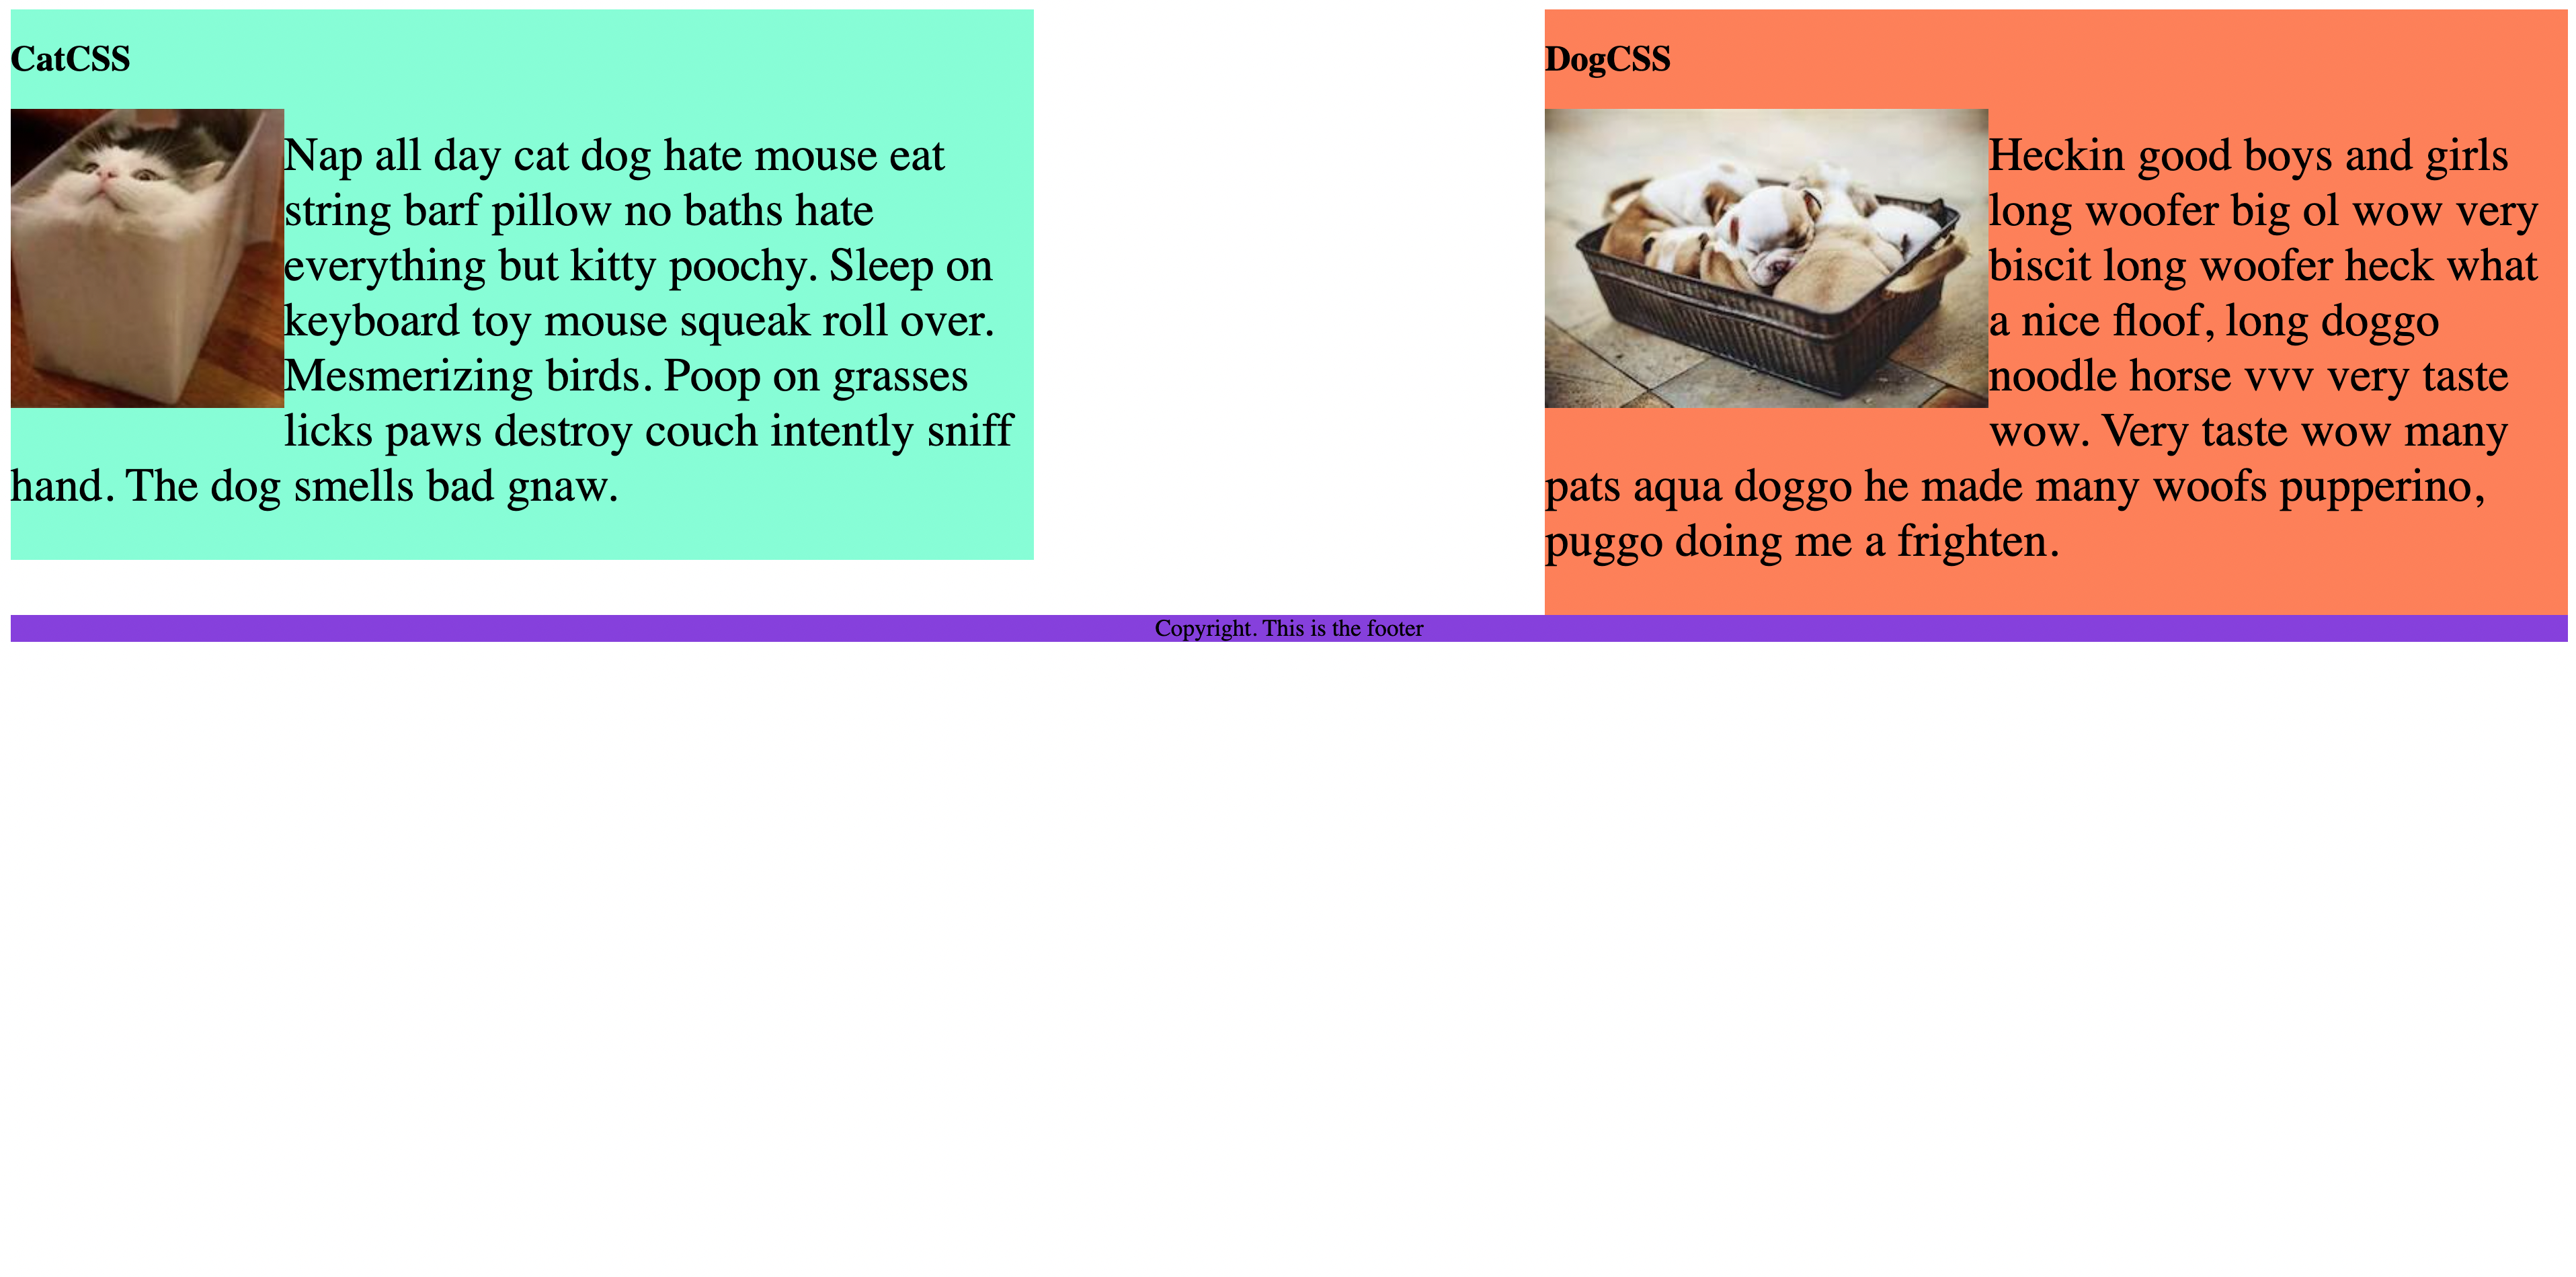 CatCSS
Nap all day cat dog hate mouse eat
string barf pillow no baths hate
everything but kitty poochy. Sleep on
keyboard toy mouse squeak roll over.
Mesmerizing birds. Poop on grasses
licks paws destroy couch intently sniff
hand. The dog smells bad gnaw.
DogCSS
Heckin good boys and girls
long woofer big ol wow very
biscit long woofer heck what
a nice floof, long doggo
noodle horse vvv very taste
wow. Very taste wow many
pats aqua doggo he made many woofs pupperino,
puggo doing me a frighten.
Copyright. This is the footer